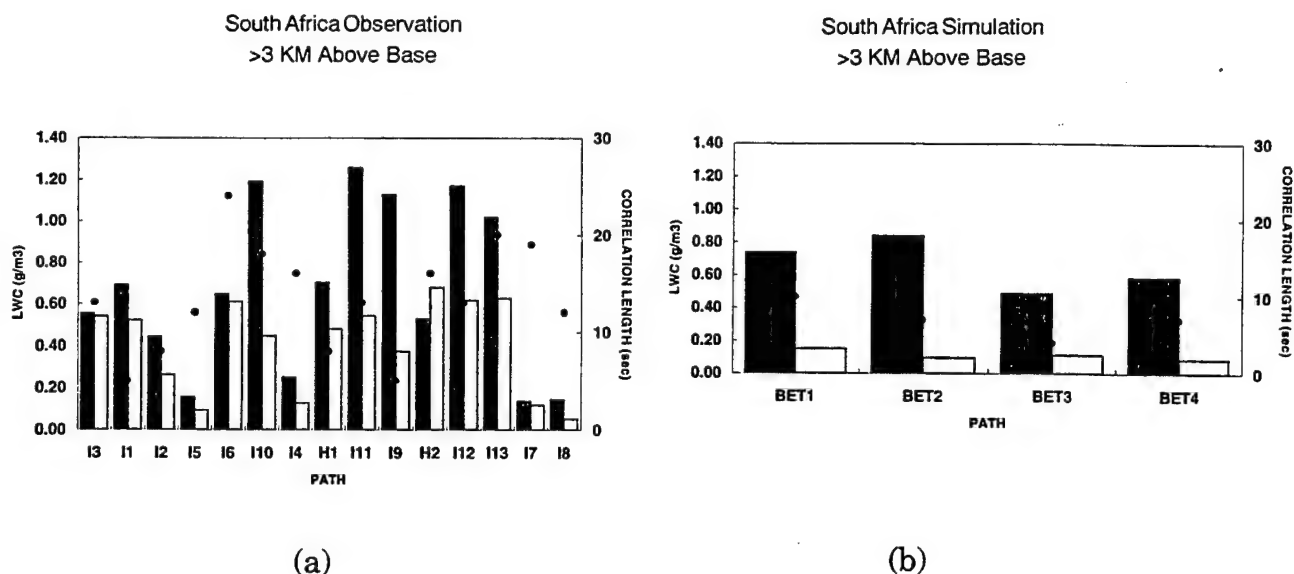 South Africa Observation
>3 KM Above Base
1.40
1.20
1.00
0.80
0.60
0.40
0.20
0.00
LWC (g/m3)
30
20
10
0
CORRELATION LENGTH (sec)
I3 I1 I2 I5 I6 I10 I4 H1 I11 I9 H2 I12 I13 I7 I8
PATH
(a)
South Africa Simulation
>3 KM Above Base
1.40
1.20
1.00
0.80
0.60
0.40
0.20
0.00
LWC (g/m3)
30
20
10
0
CORRELATION LENGTH (sec)
BET1 BET2 BET3 BET4
PATH
(b)